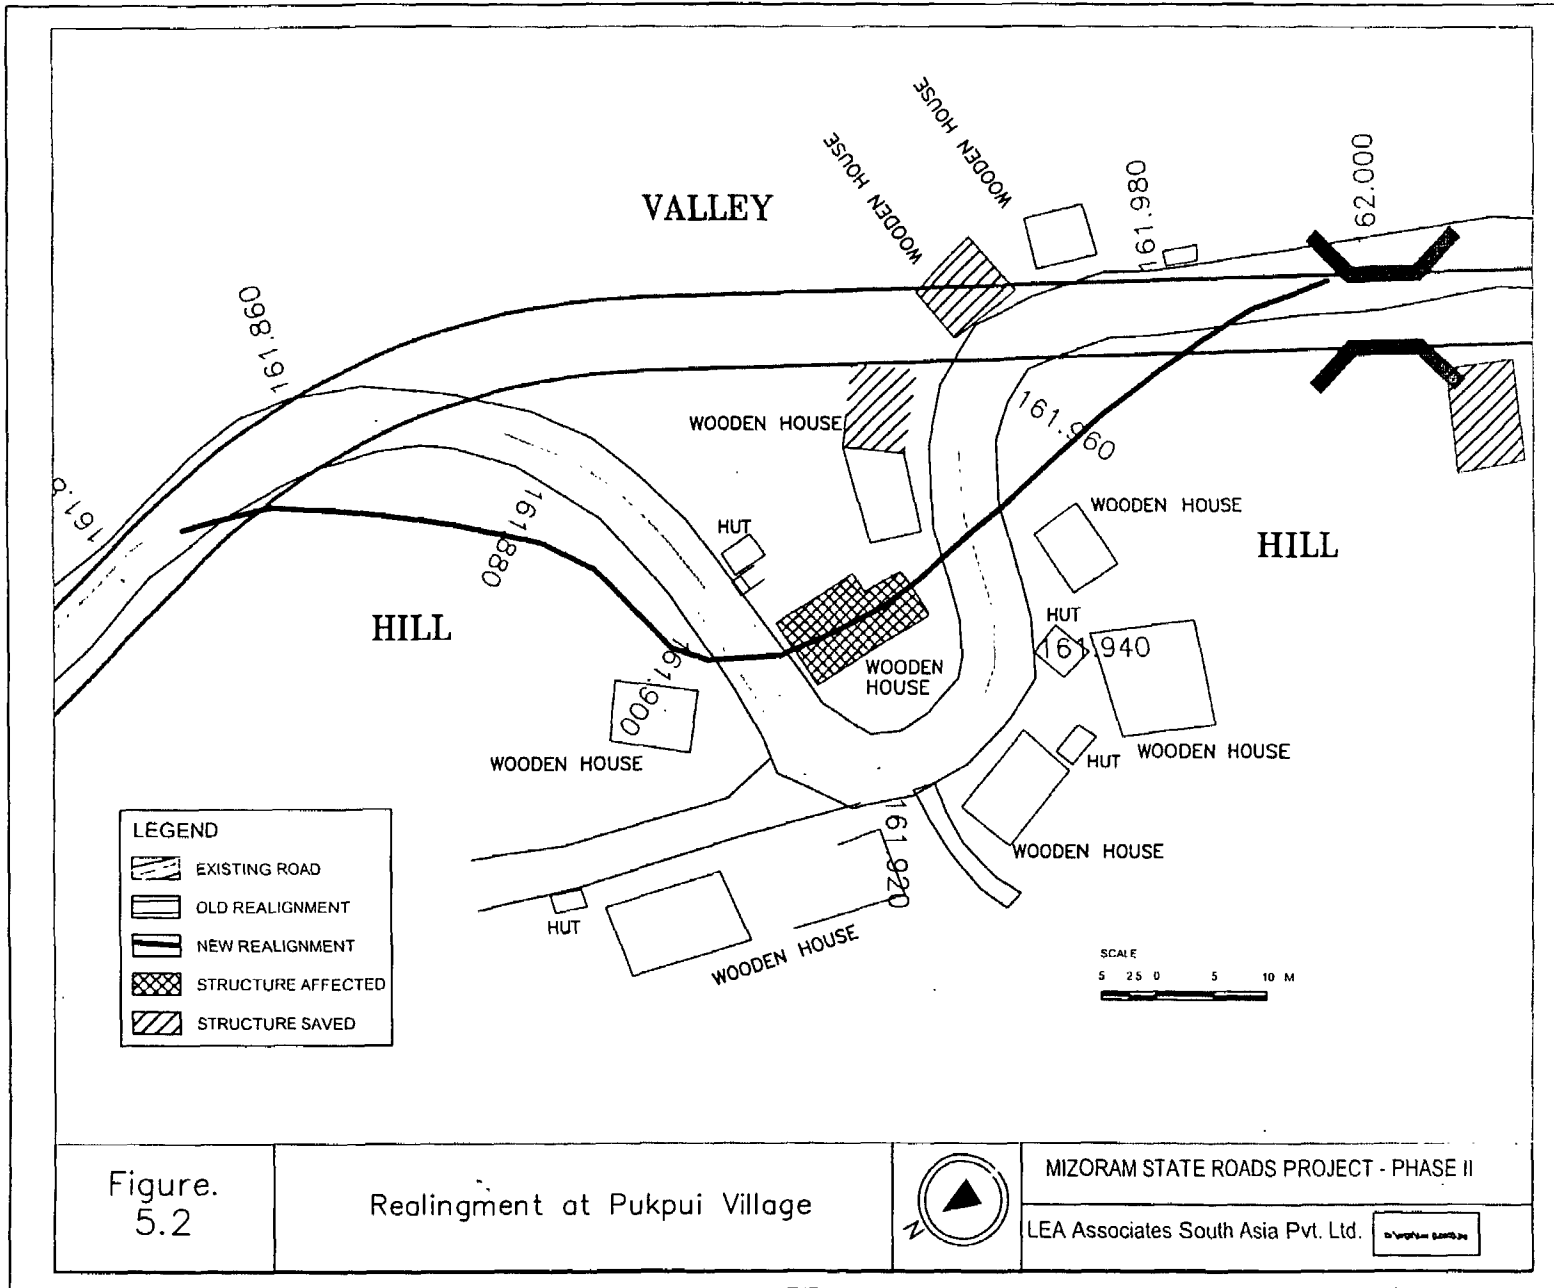 WOODEN HOUSE
WOODEN HOUSE
161.980
62.000
VALLEY
161.860
WOODEN HOUSE
161.960
161.8
161.880
HUT
WOODEN HOUSE
HILL
HILL
HUT
161.940
WOODEN
HOUSE
161.900
WOODEN HOUSE
WOODEN HOUSE
HUT
WOODEN HOUSE
161.920
HUT
WOODEN HOUSE
LEGEND
EXISTING ROAD
OLD REALIGNMENT
NEW REALIGNMENT
STRUCTURE AFFECTED
STRUCTURE SAVED
SCALE
5 2.5 0 5 10 M
Figure.
5.2
Realingment at Pukpui Village
N
MIZORAM STATE ROADS PROJECT - PHASE II
LEA Associates South Asia Pvt. Ltd.